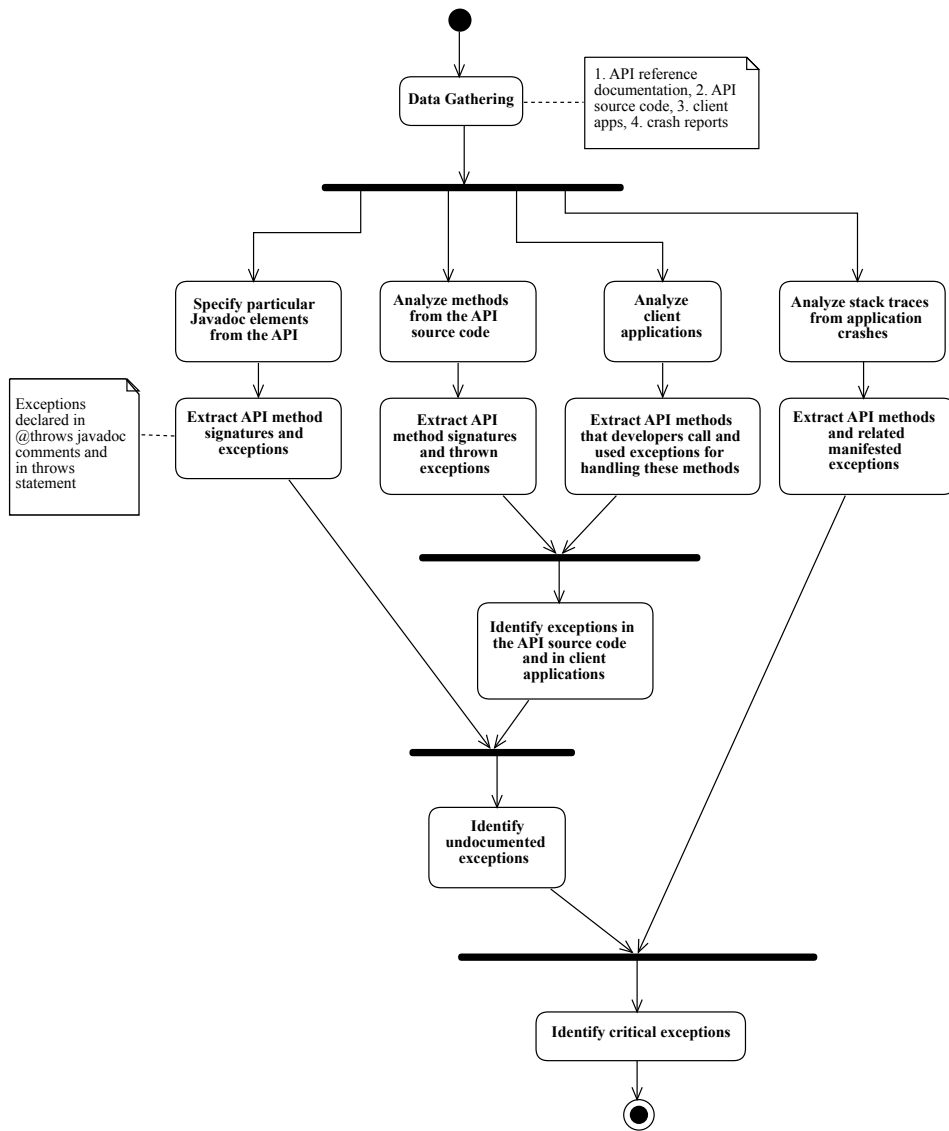 Data Gathering
1. API reference
documentation, 2. API
source code, 3. client
apps, 4. crash reports
Specify particular
Javadoc elements
from the API
Analyze methods
from the API
source code
Analyze
client
applications
Analyze stack traces
from application
crashes
Exceptions
declared in
@throws javadoc
comments and
in throws
statement
Extract API method
signatures and
exceptions
Extract API
method signatures
and thrown
exceptions
Extract API methods
that developers call and
used exceptions for
handling these methods
Extract API methods
and related
manifested
exceptions
Identify exceptions in
the API source code
and in client
applications
Identify
undocumented
exceptions
Identify critical exceptions